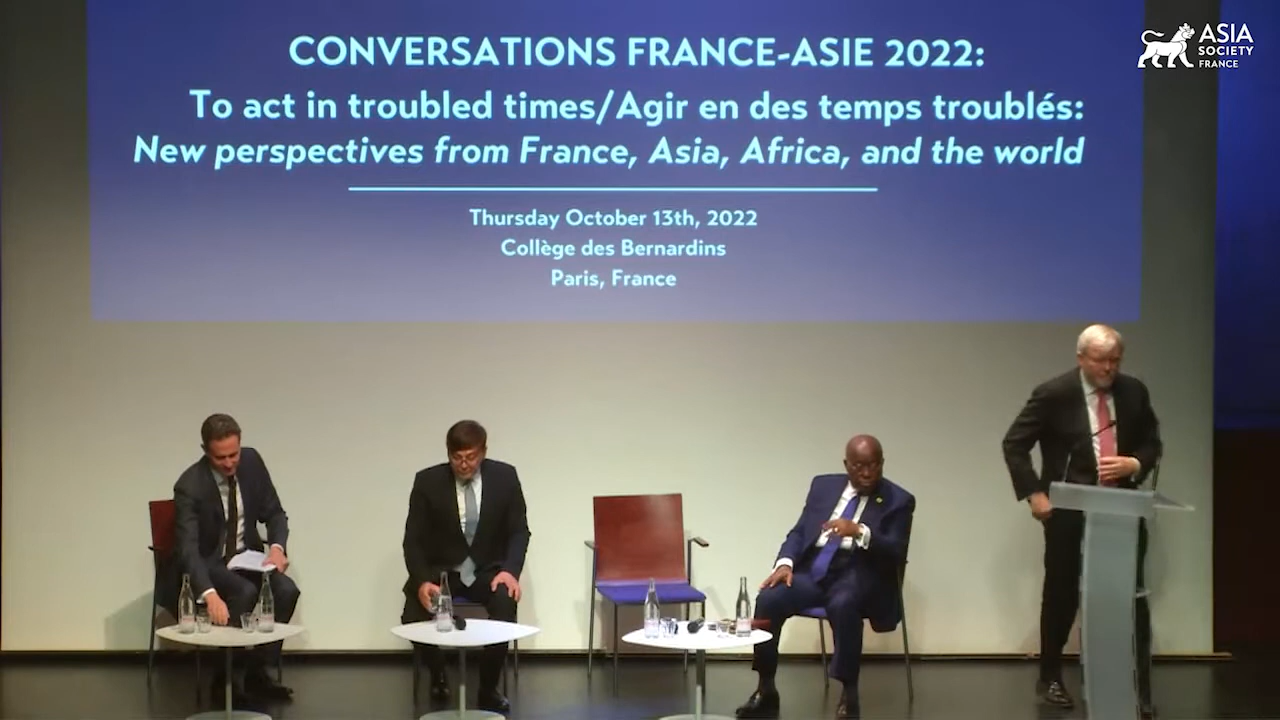 CONVERSATIONS FRANCE-ASIE 2022:
To act in troubled times/Agir en des temps troublés:
New perspectives from France, Asia, Africa, and the world
Thursday October 13th, 2022
Collège des Bernardins
Paris, France
ASIA
SOCIETY
FRANCE